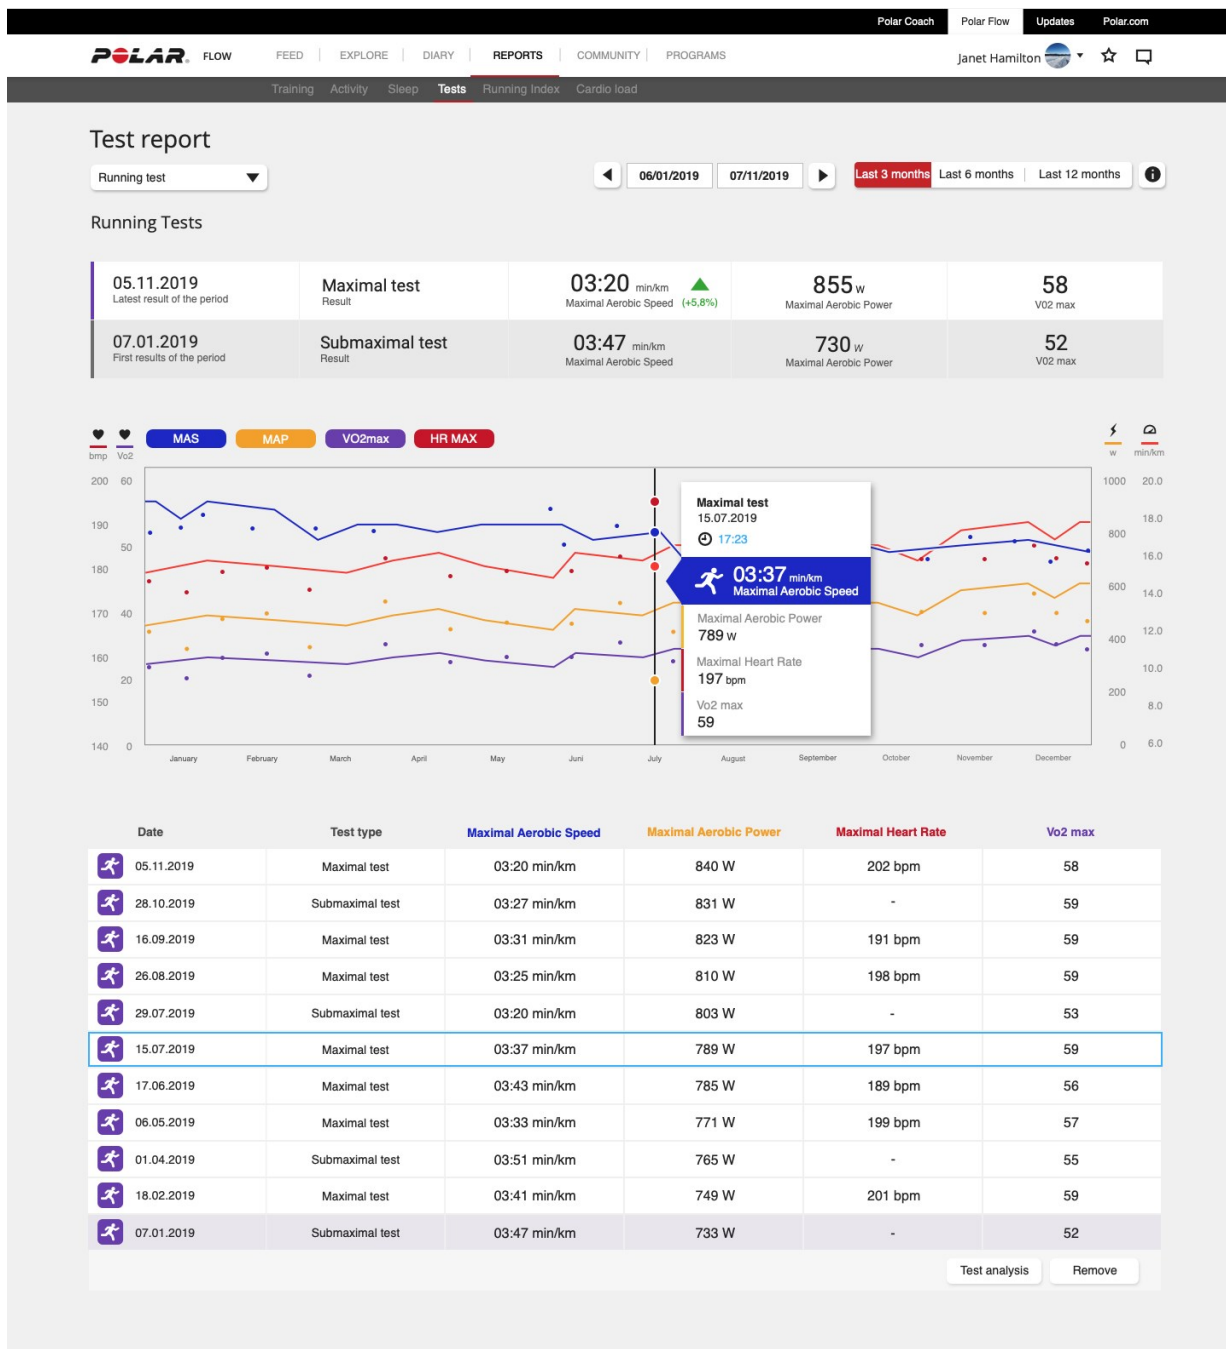 Polar Coach Polar Flow Updates Polar.com
POLAR. FLOW FEED EXPLORE DIARY REPORTS COMMUNITY PROGRAMS Janet Hamilton
Training Activity Sleep Tests Running Index Cardio load
Test report
Running test 06/01/2019 07/11/2019 Last 3 months Last 6 months Last 12 months
Running Tests
05.11.2019 Maximal test 03:20 min/km 855 w 58
Latest result of the period Result Maximal Aerobic Speed (+5,8%) Maximal Aerobic Power V02 max
07.01.2019 Submaximal test 03:47 min/km 730 w 52
First results of the period Result Maximal Aerobic Speed Maximal Aerobic Power V02 max
MAS MAP VO2max HR MAX
bmp Vo2 w min/km
200 60 1000 20.0
Maximal test
15.07.2019
190 18.0
800
17:23
50 16.0
180
03:37 min/km
Maximal Aerobic Speed
600 14.0
170 40
Maximal Aerobic Power
789 w
400 12.0
160 Maximal Heart Rate
10.0
20 197 bpm
200
150 Vo2 max 8.0
59
140 0 0 6.0
January February March April May Juni July August September October November December
Date Test type Maximal Aerobic Speed Maximal Aerobic Power Maximal Heart Rate Vo2 max
05.11.2019 Maximal test 03:20 min/km 840 W 202 bpm 58
28.10.2019 Submaximal test 03:27 min/km 831 W - 59
16.09.2019 Maximal test 03:31 min/km 823 W 191 bpm 59
26.08.2019 Maximal test 03:25 min/km 810 W 198 bpm 59
29.07.2019 Submaximal test 03:20 min/km 803 W - 53
15.07.2019 Maximal test 03:37 min/km 789 W 197 bpm 59
17.06.2019 Maximal test 03:43 min/km 785 W 189 bpm 56
06.05.2019 Maximal test 03:33 min/km 771 W 199 bpm 57
01.04.2019 Submaximal test 03:51 min/km 765 W - 55
18.02.2019 Maximal test 03:41 min/km 749 W 201 bpm 59
07.01.2019 Submaximal test 03:47 min/km 733 W - 52
Test analysis Remove